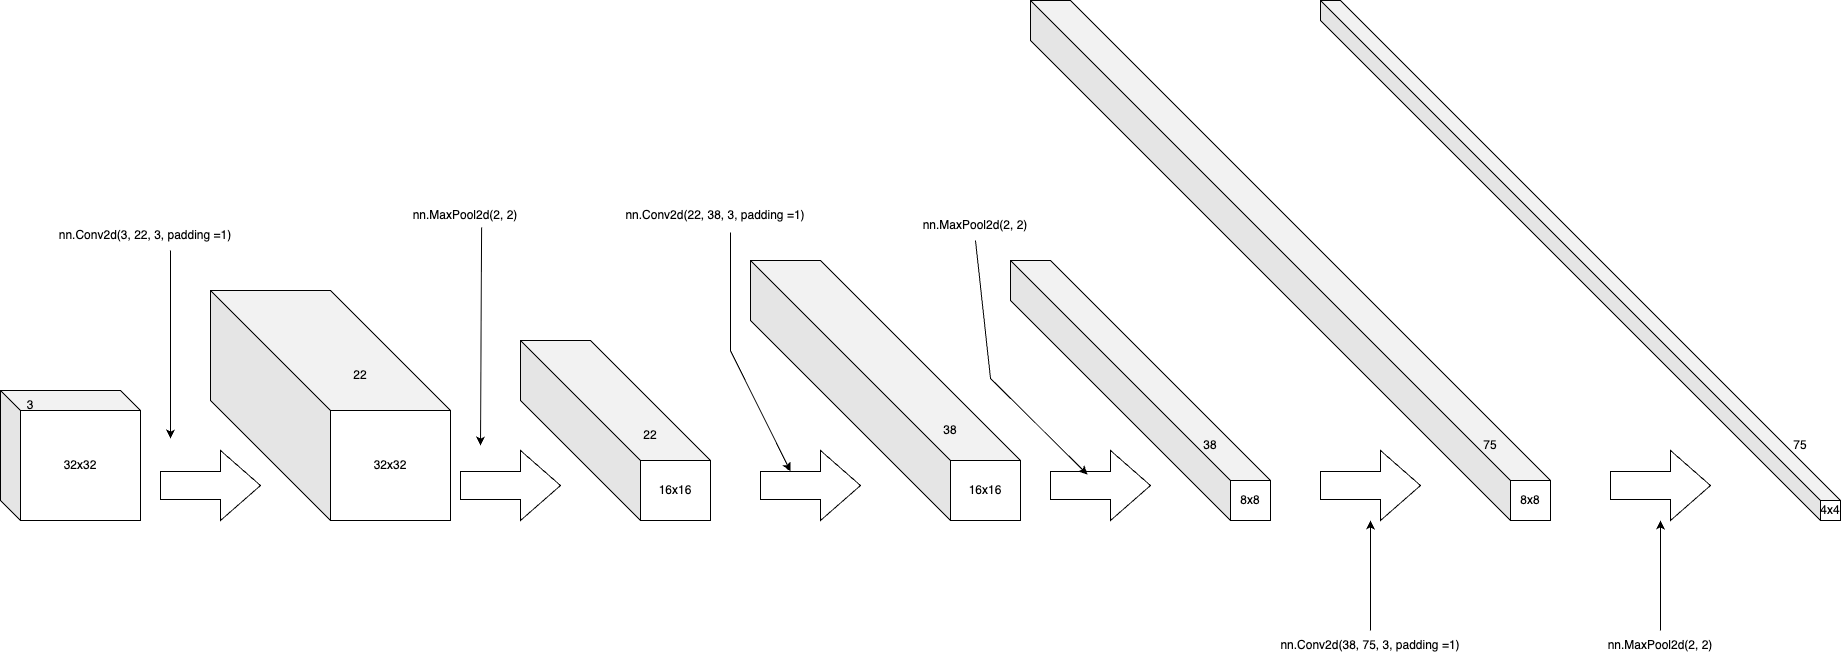 nn.Conv2d(3, 22, 3, padding =1)
nn.MaxPool2d(2, 2)
nn.Conv2d(22, 38, 3, padding =1)
nn.MaxPool2d(2, 2)
3
32x32
22
32x32
22
16x16
38
16x16
38
8x8
75
8x8
75
4x4
nn.Conv2d(38, 75, 3, padding =1)
nn.MaxPool2d(2, 2)